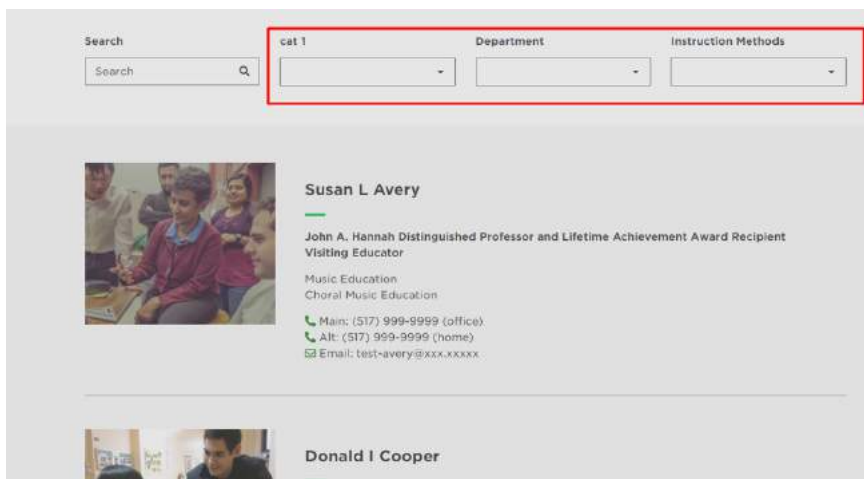 Search
cat 1
Department
Instruction Methods
Search
Susan L Avery
John A. Hannah Distinguished Professor and Lifetime Achievement Award Recipient
Visiting Educator
Music Education
Choral Music Education
Main: (517) 999-9999 (office)
Alt: (517) 999-9999 (home)
Email: test-avery@xxx.xxxxx
Donald I Cooper